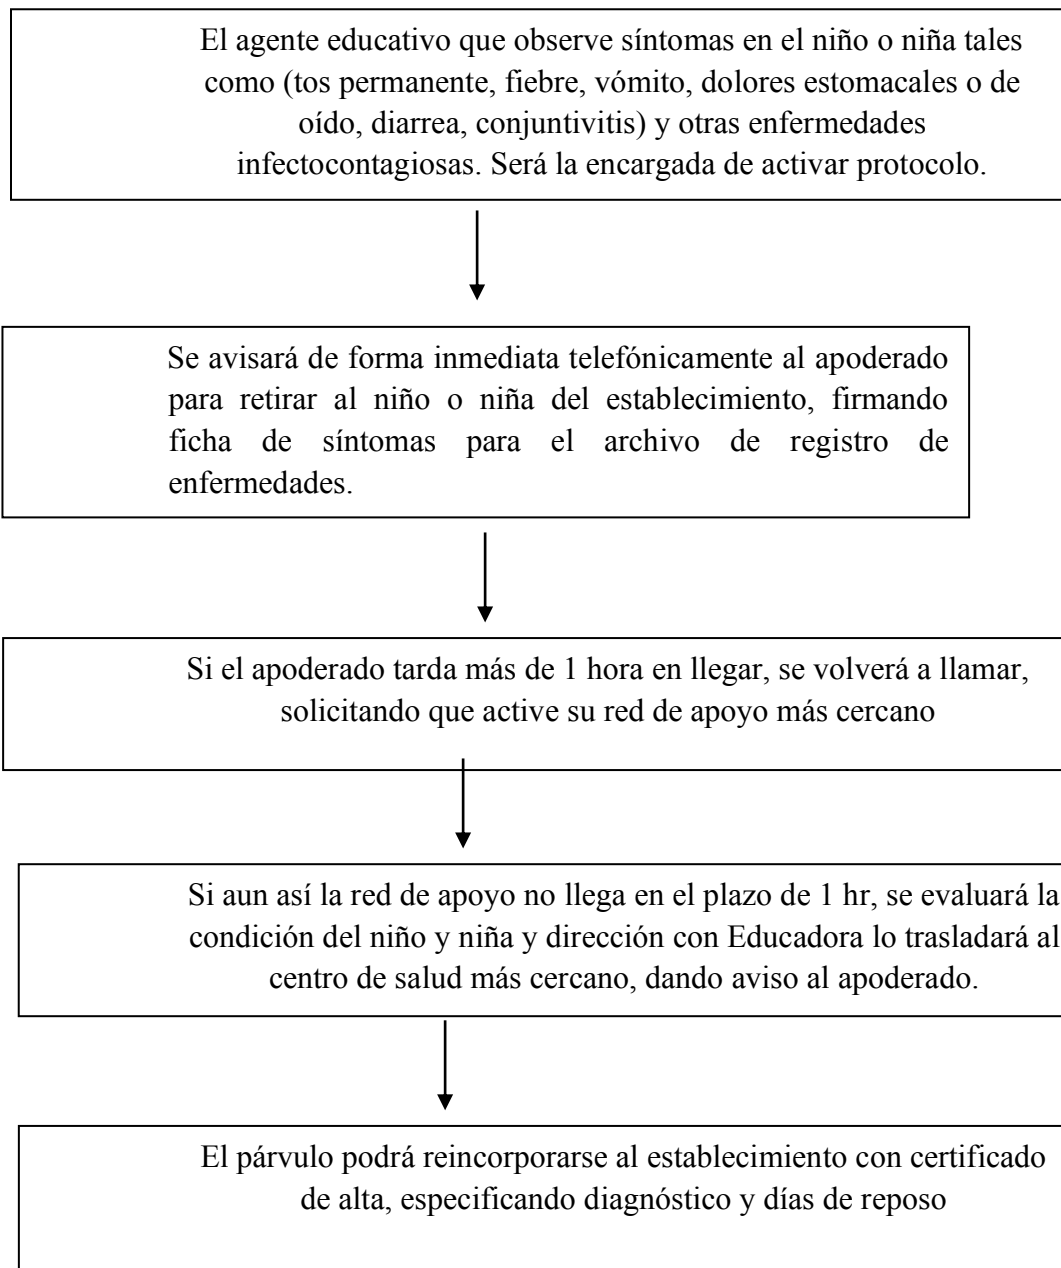 El agente educativo que observe síntomas en el niño o niña tales
como (tos permanente, fiebre, vómito, dolores estomacales o de
oído, diarrea, conjuntivitis) y otras enfermedades
infectocontagiosas. Será la encargada de activar protocolo.
Se avisará de forma inmediata telefónicamente al apoderado
para retirar al niño o niña del establecimiento, firmando
ficha de síntomas para el archivo de registro de
enfermedades.
Si el apoderado tarda más de 1 hora en llegar, se volverá a llamar,
solicitando que active su red de apoyo más cercano
Si aun así la red de apoyo no llega en el plazo de 1 hr, se evaluará la
condición del niño y niña y dirección con Educadora lo trasladará al
centro de salud más cercano, dando aviso al apoderado.
El párvulo podrá reincorporarse al establecimiento con certificado
de alta, especificando diagnóstico y días de reposo